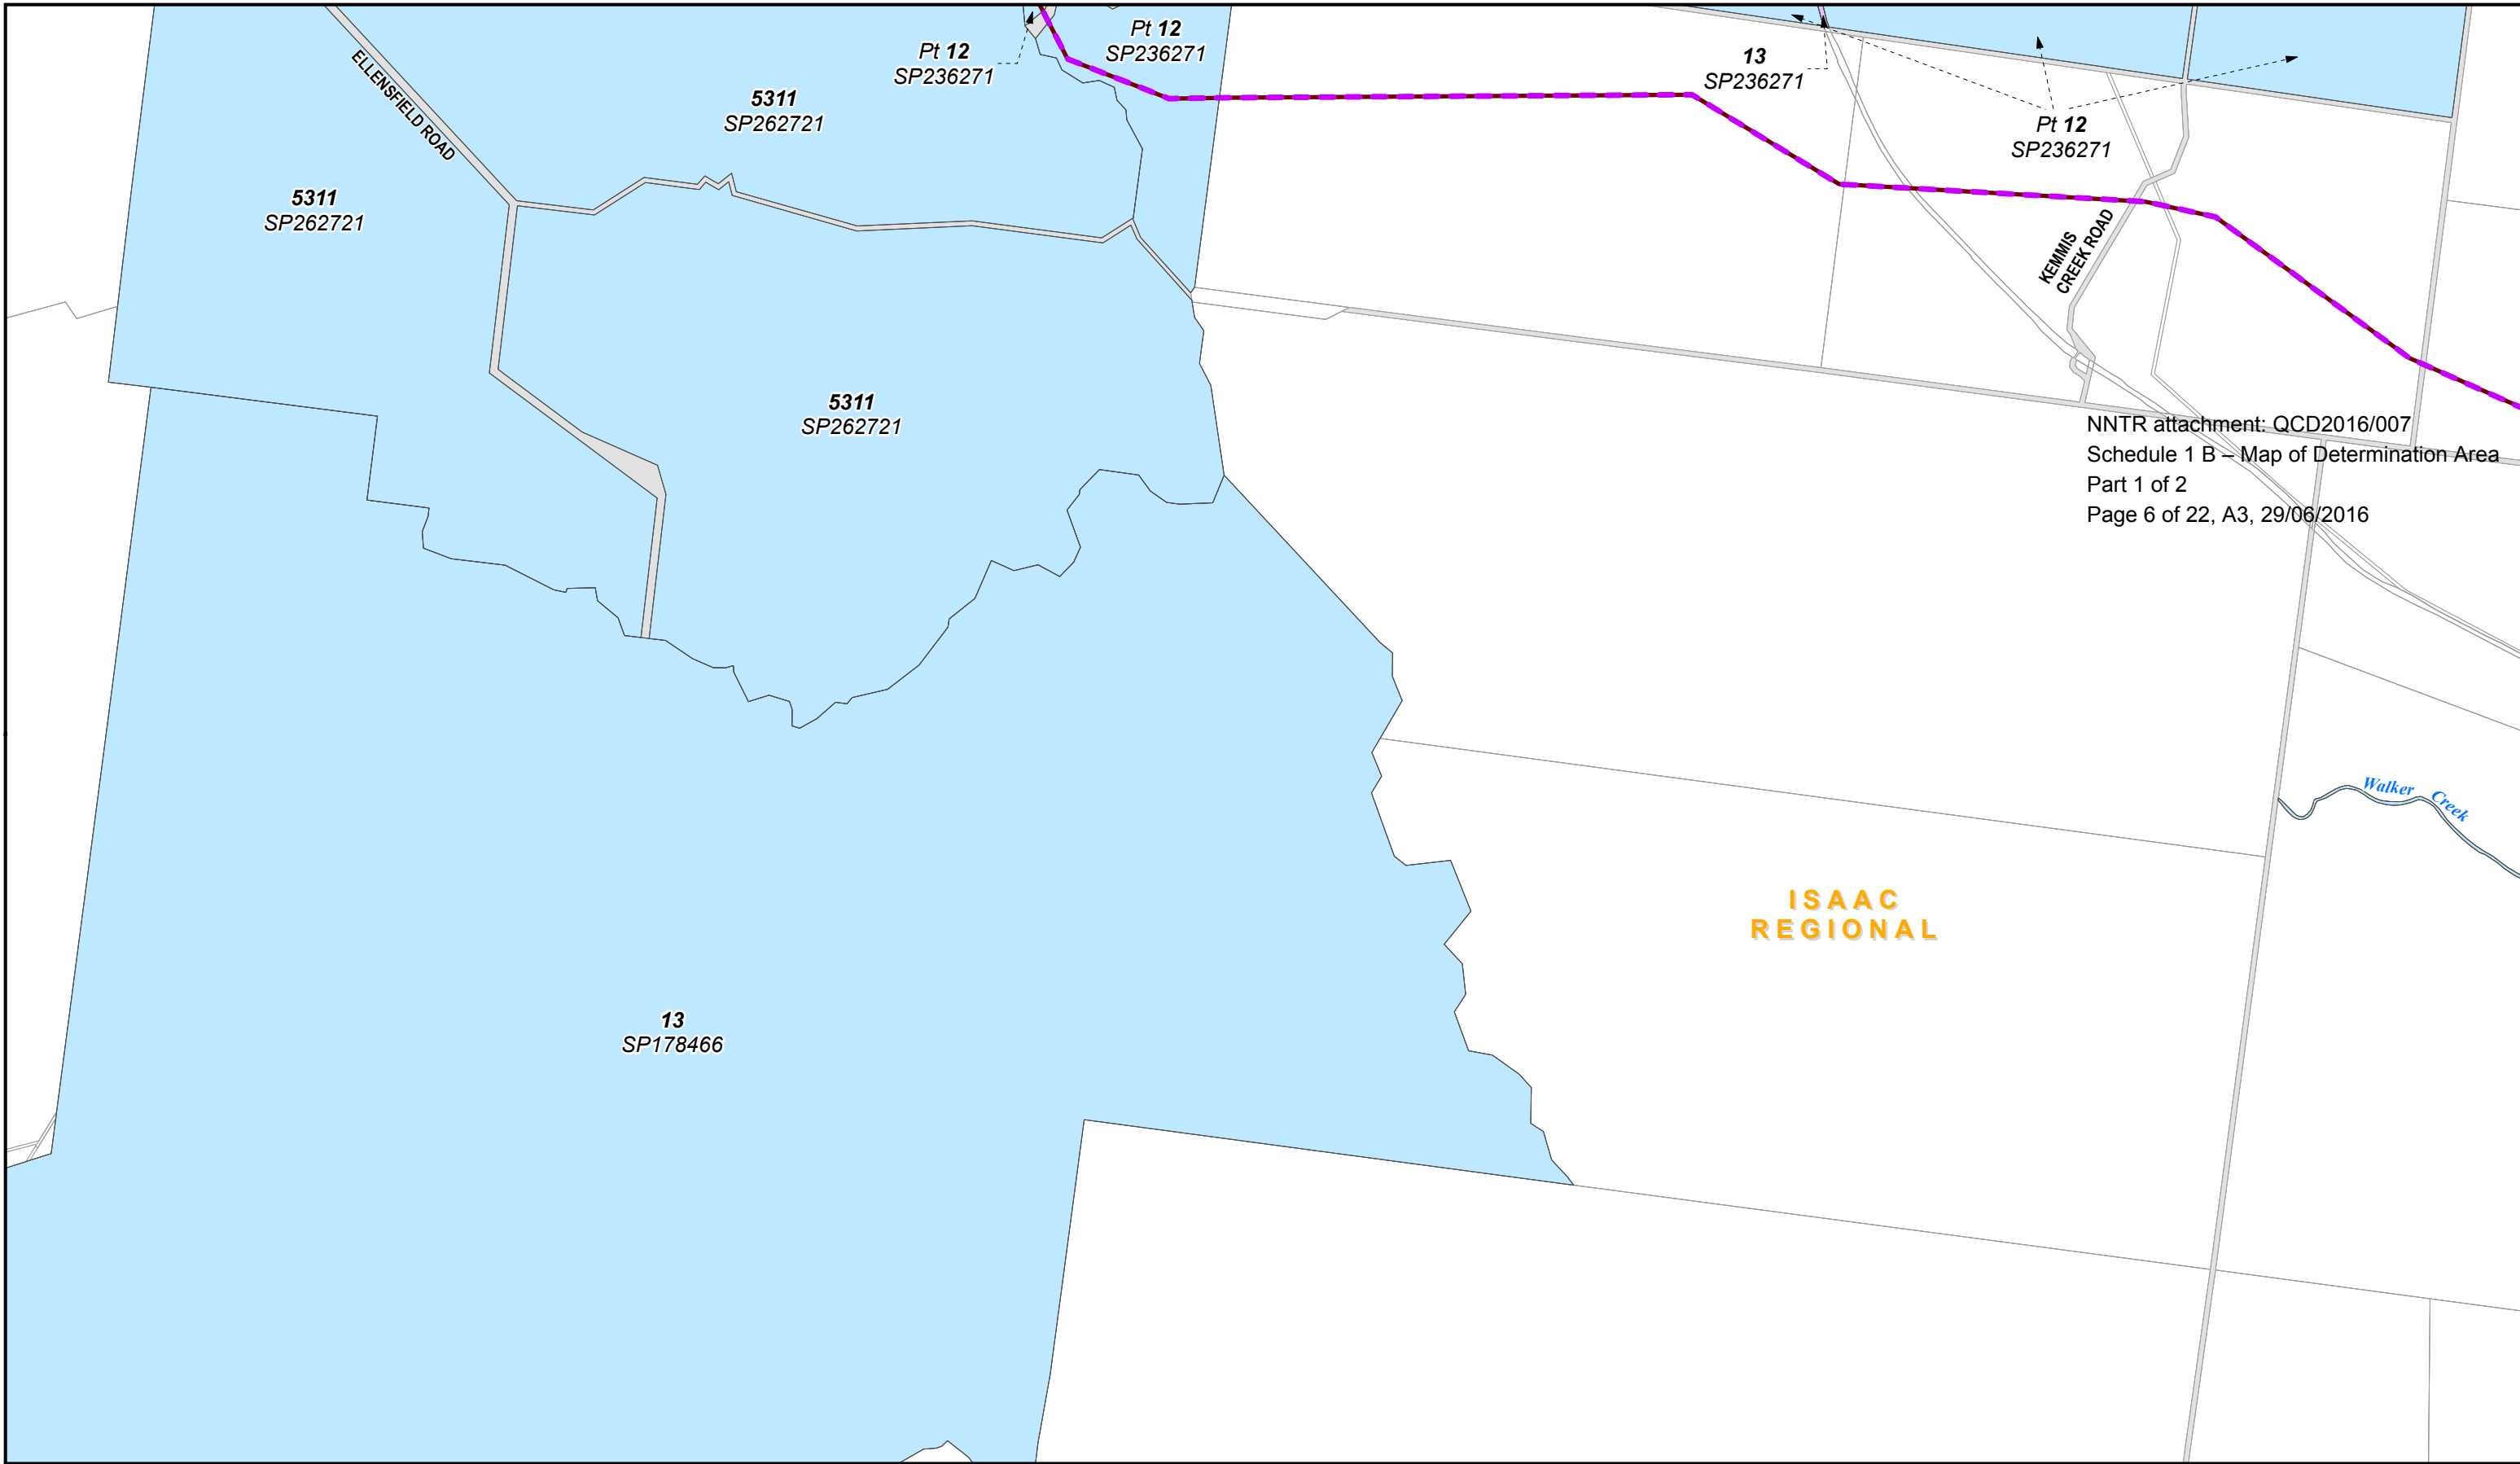 Pt 12
SP236271
Pt 12
SP236271
13
SP236271
5311
SP262721
Pt 12
SP236271
ELLENSFIELD ROAD
5311
SP262721
KEMMIS
CREEK ROAD
5311
SP262721
NNTR attachment: QCD2016/007
Schedule 1 B – Map of Determination Area
Part 1 of 2
Page 6 of 22, A3, 29/06/2016
Walker Creek
ISAAC
REGIONAL
13
SP178466